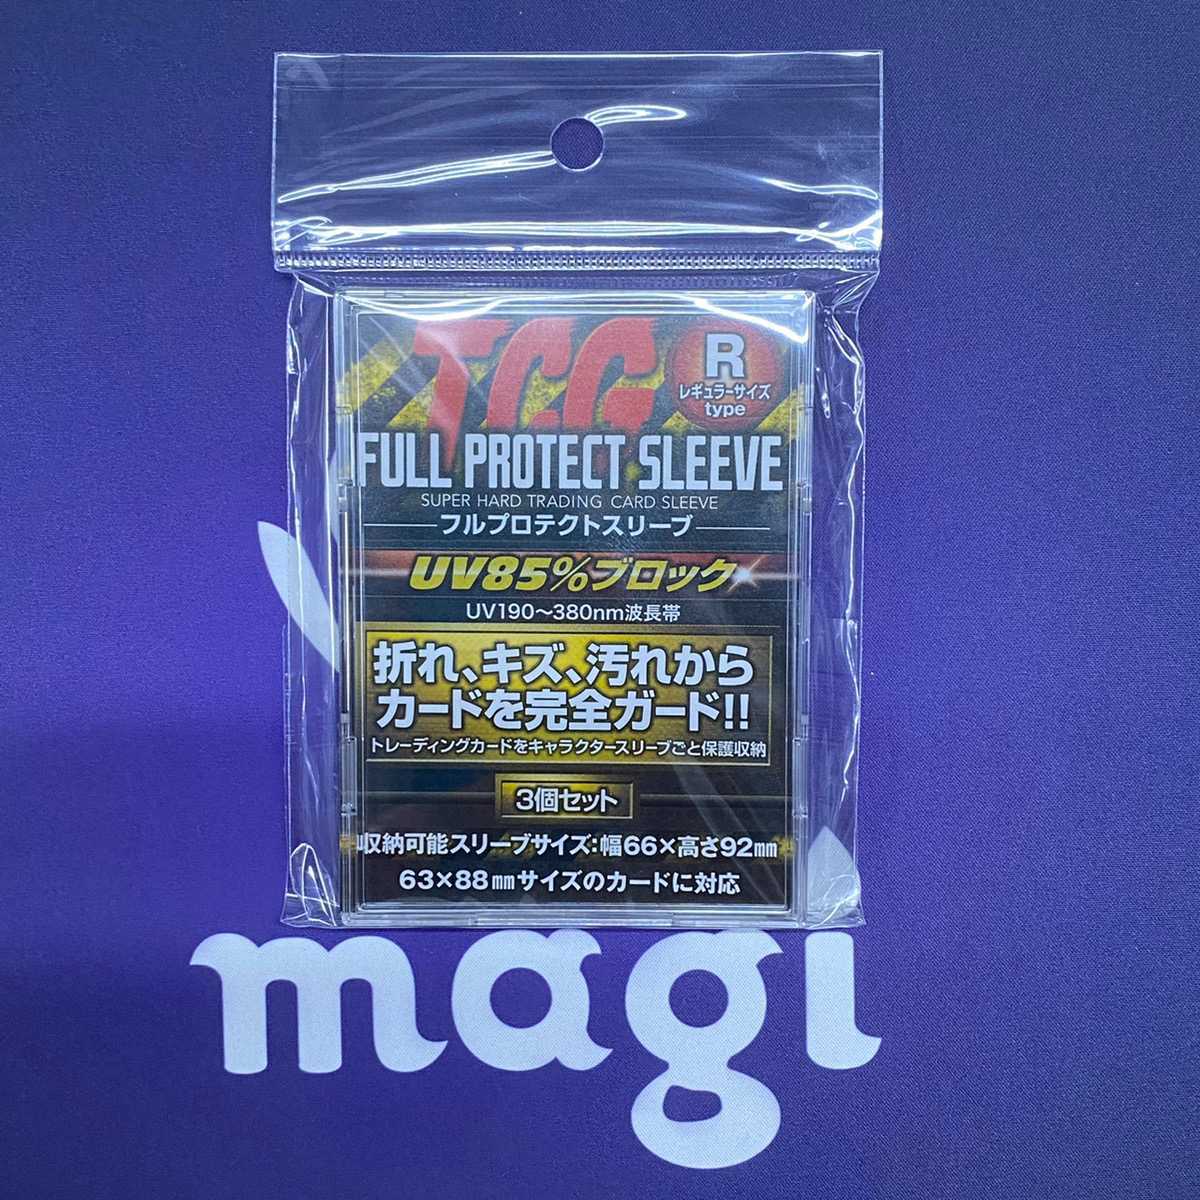 TCG
R
レギュラーサイズ
type
FULL PROTECT SLEEVE
SUPER HARD TRADING CARD SLEEVE
フルプロテクトスリーブ
UV85%ブロック
UV190〜380nm波長帯
折れ、キズ、汚れから
カードを完全ガード!!
トレーディングカードをキャラクタースリーブごと保護収納
3個セット
収納可能スリーブサイズ:幅66×高さ92㎜
63×88㎜サイズのカードに対応
magi